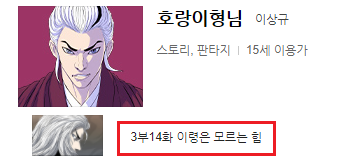 호랑이형님 이상규
스토리, 판타지 | 15세 이용가
3부14화 이령은 모르는 힘